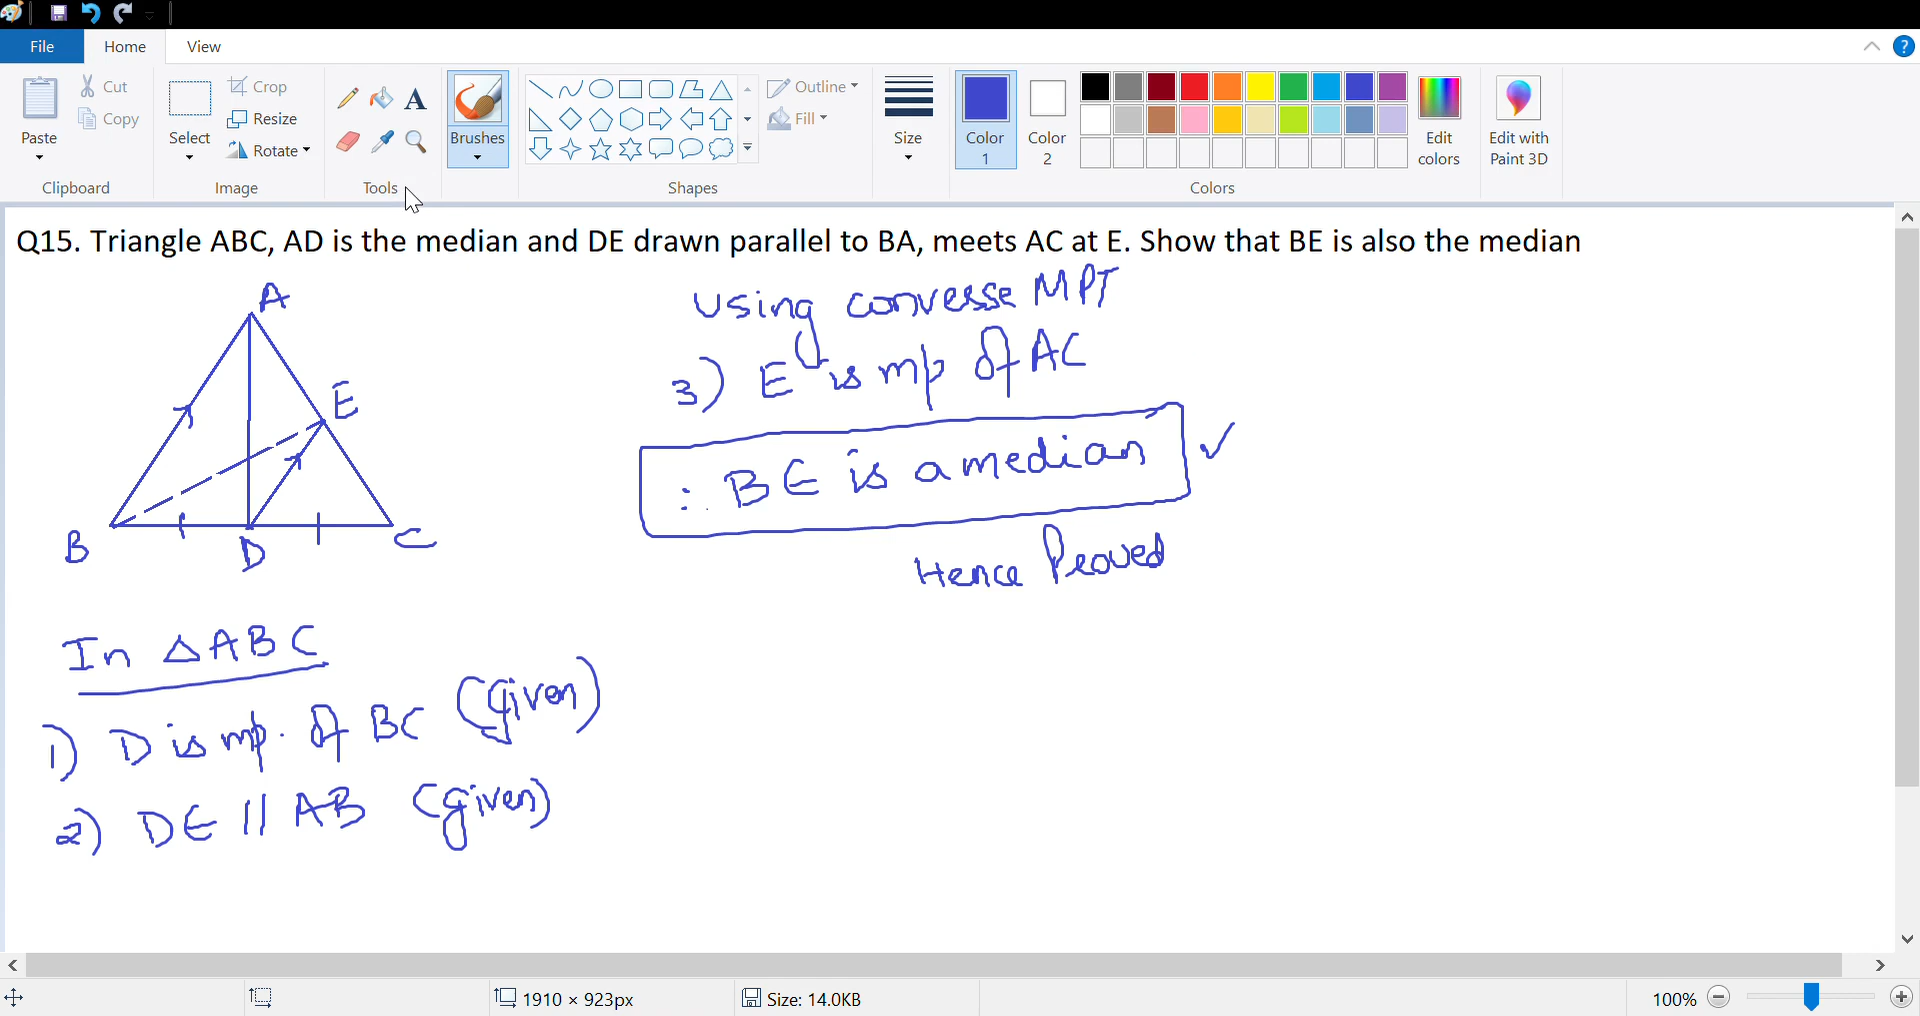 File Home View
Paste
Cut
Copy
Clipboard
Select
Crop
Resize
Rotate
Image
A
Tools
Brushes
Shapes
Outline
Fill
Size
Color 1
Color 2
Colors
Edit colors
Edit with Paint 3D
?
Q15. Triangle ABC, AD is the median and DE drawn parallel to BA, meets AC at E. Show that BE is also the median
A
E
B
D
C
In △ABC
1) D is mp. of BC (given)
2) DE || AB (given)
Using converse MPT
3) E is mp of AC
∴ BE is a median ✓
Hence Proved
1910 × 923px
Size: 14.0KB
100%